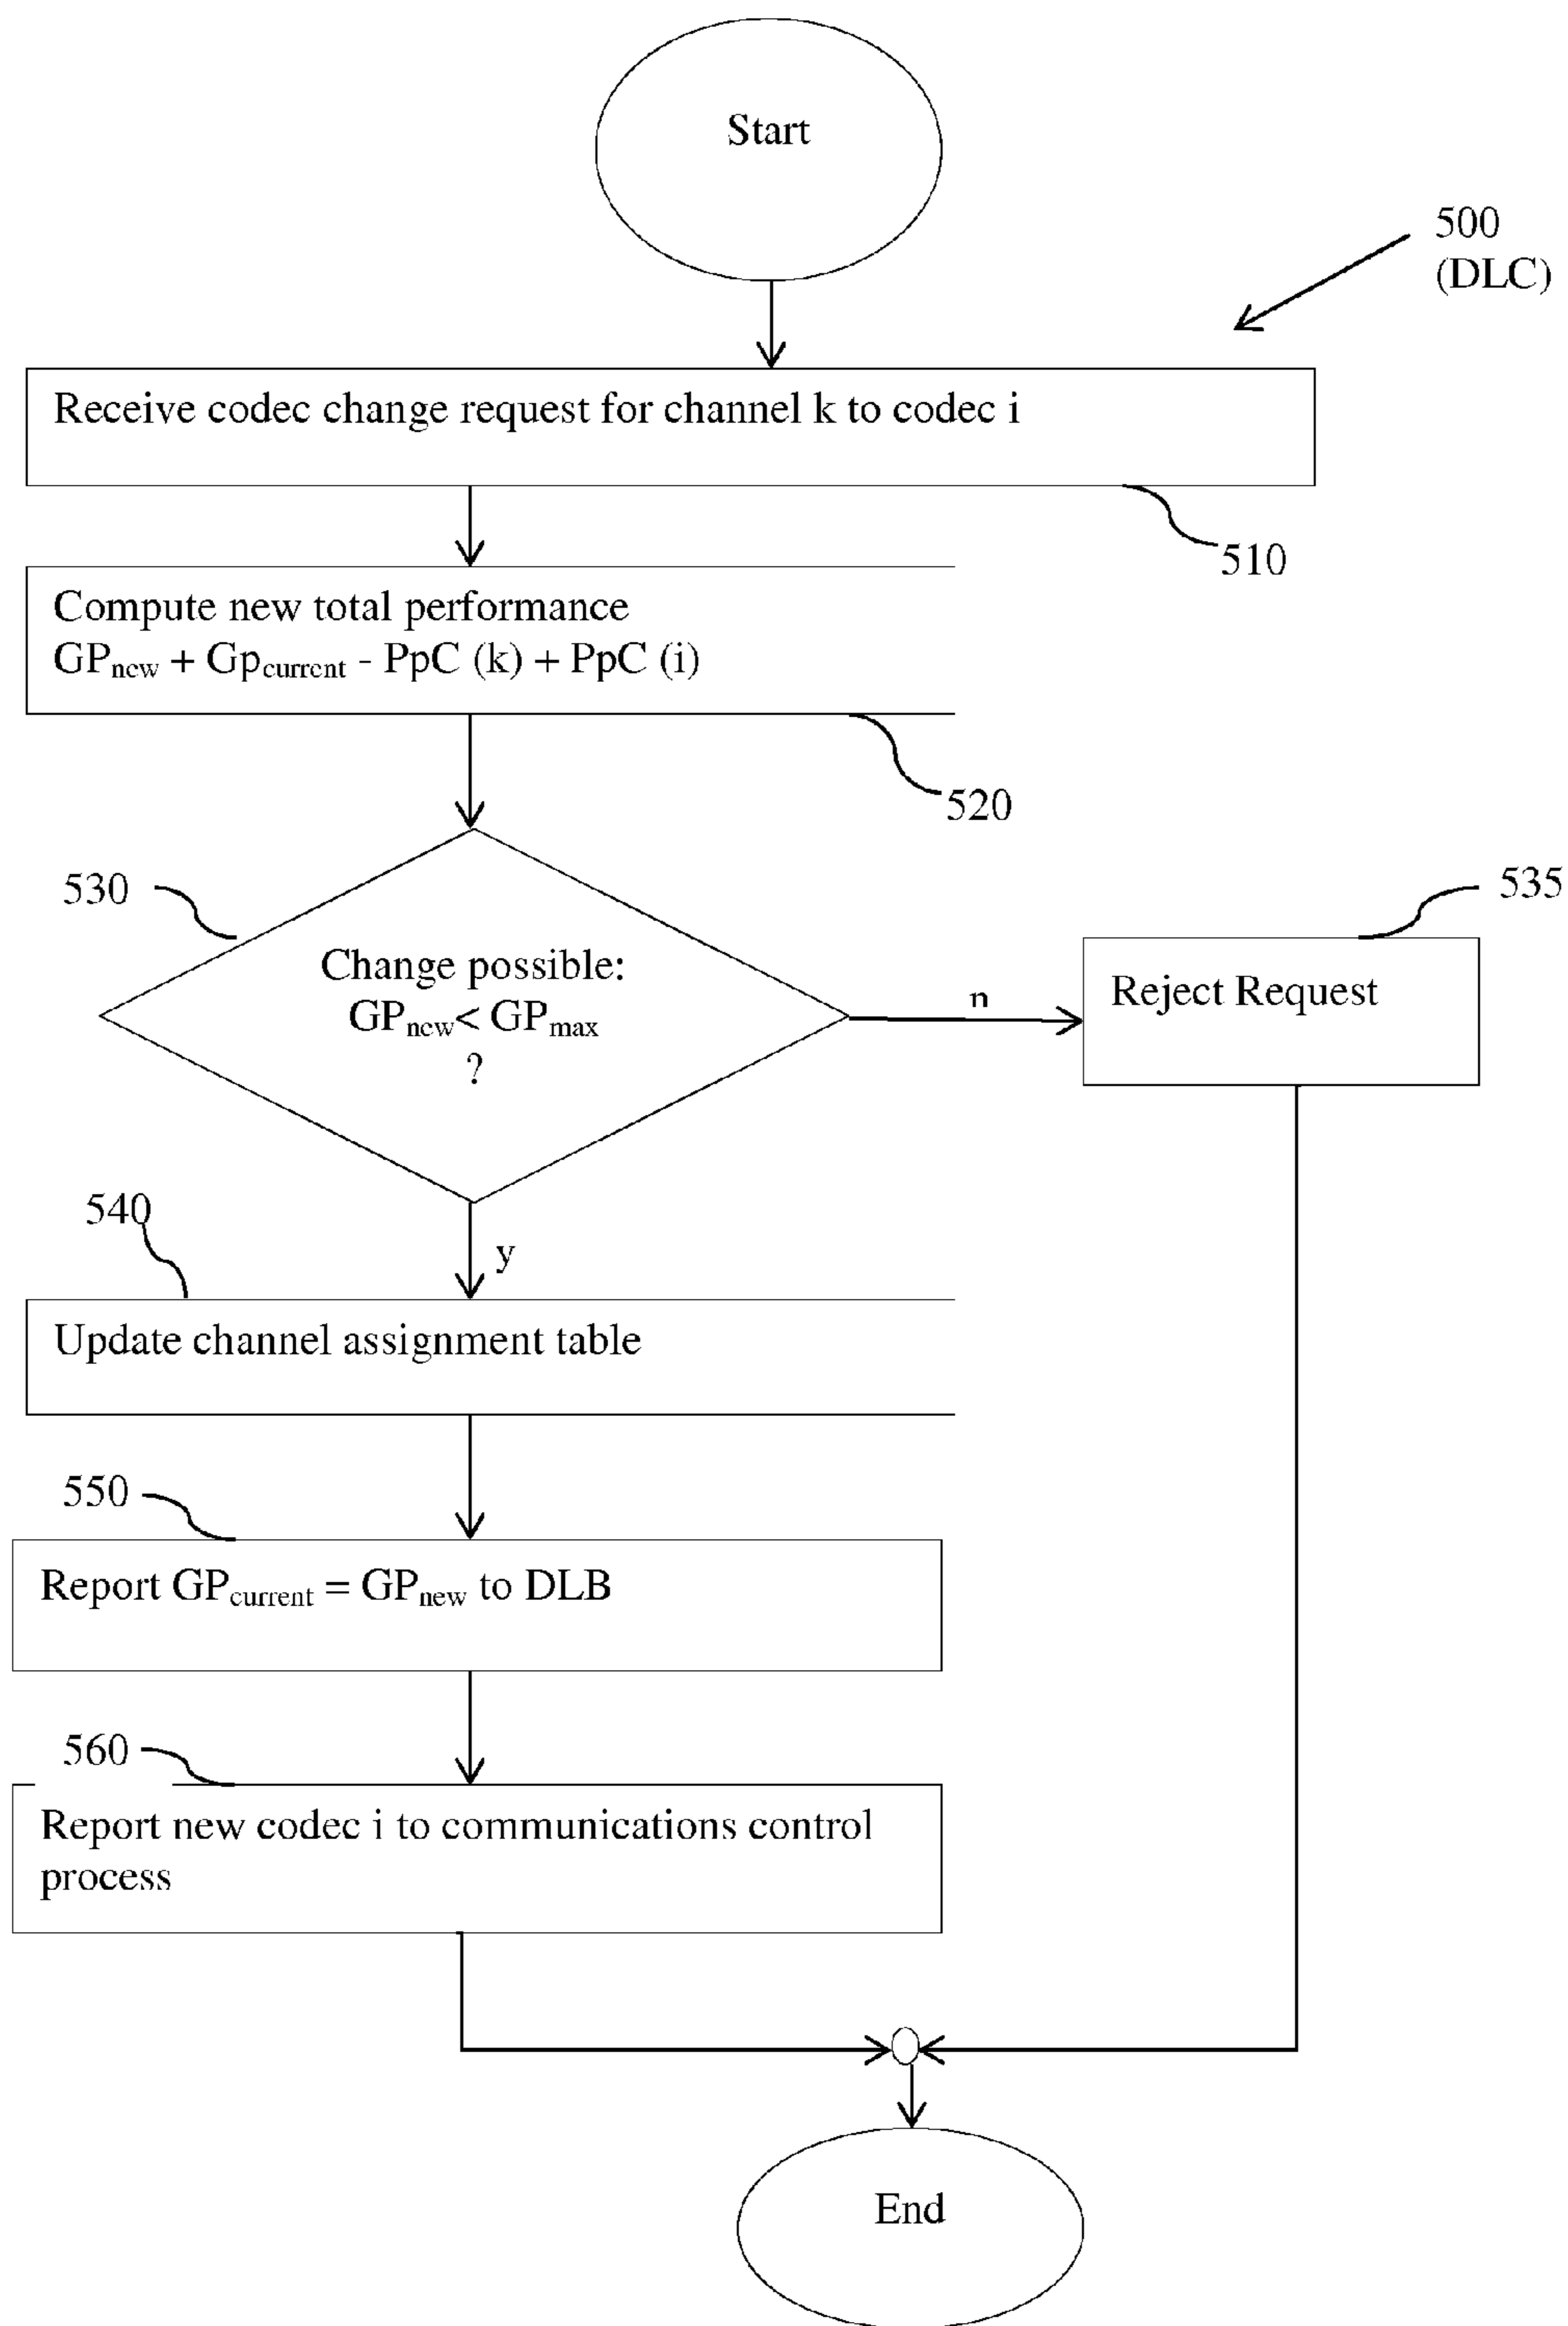 Start
500
(DLC)
Receive codec change request for channel k to codec i
510
Compute new total performance
GPnew + Gpcurrent - PpC (k) + PpC (i)
520
530
535
Change possible:
GPnew< GPmax
?
n
Reject Request
540
y
Update channel assignment table
550
Report GPcurrent = GPnew to DLB
560
Report new codec i to communications control
process
End